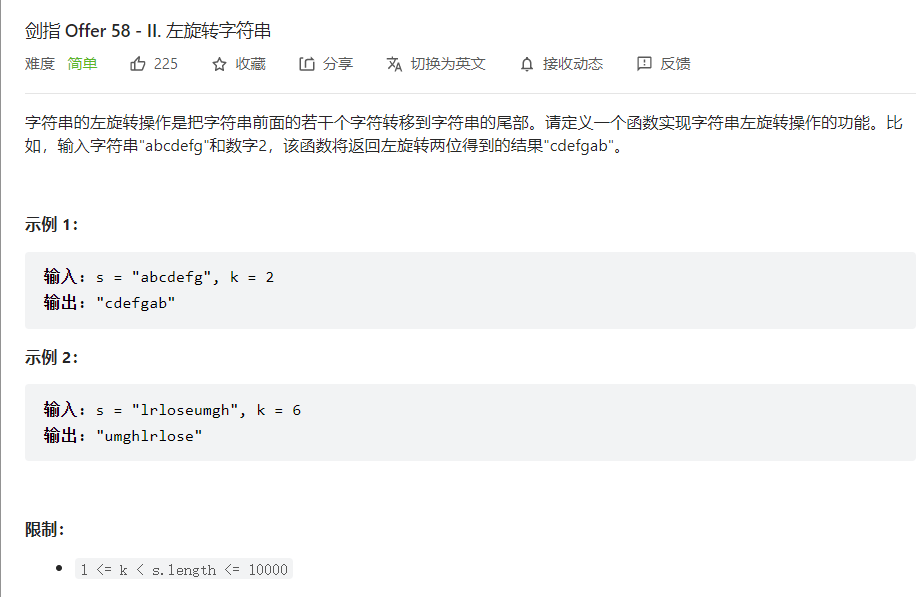 剑指 Offer 58 - II. 左旋转字符串
难度 简单 225 收藏 分享 切换为英文 接收动态 反馈
字符串的左旋转操作是把字符串前面的若干个字符转移到字符串的尾部。请定义一个函数实现字符串左旋转操作的功能。比
如，输入字符串"abcdefg"和数字2，该函数将返回左旋转两位得到的结果"cdefgab"。
示例 1：
输入：s = "abcdefg", k = 2
输出："cdefgab"
示例 2：
输入：s = "lrloseumgh", k = 6
输出："umghlrlose"
限制：
1 <= k < s.length <= 10000